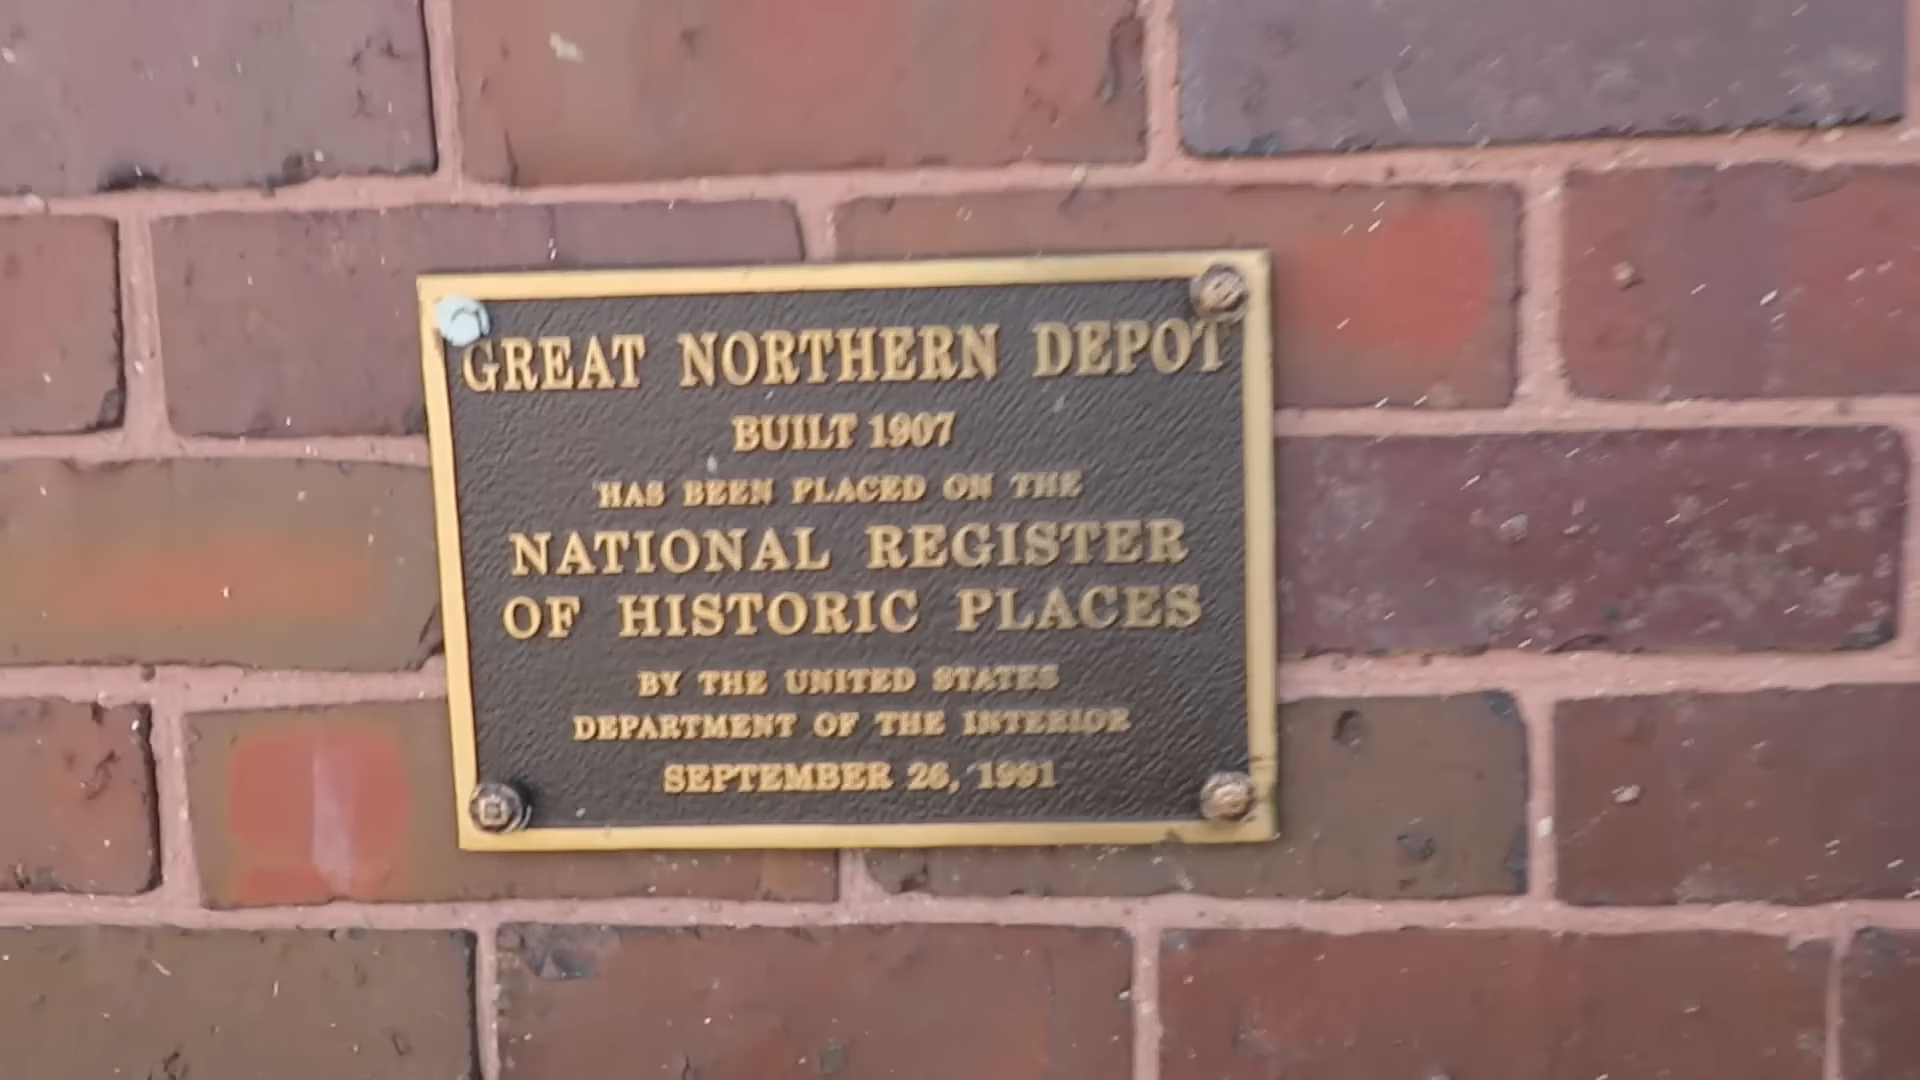 GREAT NORTHERN DEPOT
BUILT 1907
HAS BEEN PLACED ON THE
NATIONAL REGISTER
OF HISTORIC PLACES
BY THE UNITED STATES
DEPARTMENT OF THE INTERIOR
SEPTEMBER 26, 1991